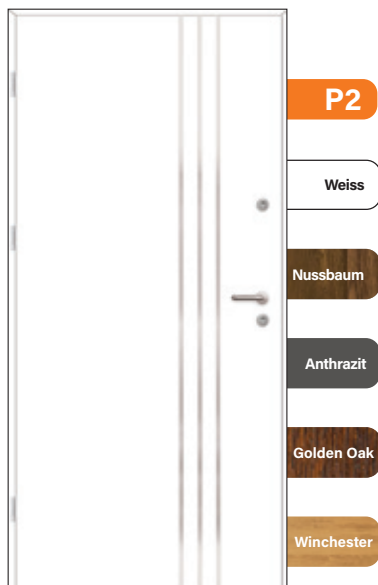 P2
Weiss
Nussbaum
Anthrazit
Golden Oak
Winchester